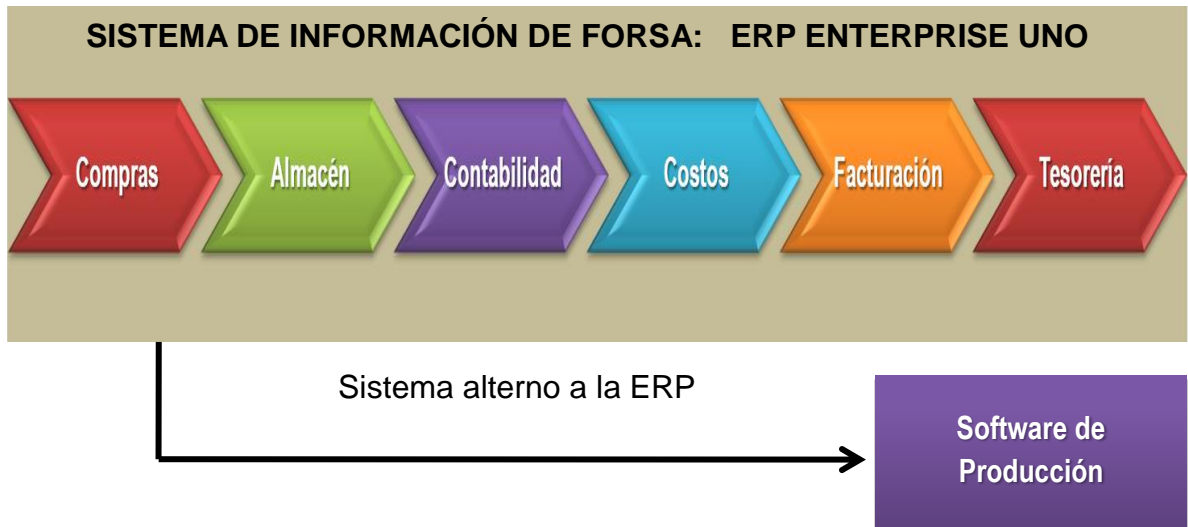 SISTEMA DE INFORMACIÓN DE FORSA: ERP ENTERPRISE UNO
Compras
Almacén
Contabilidad
Costos
Facturación
Tesorería
Sistema alterno a la ERP
Software de
Producción